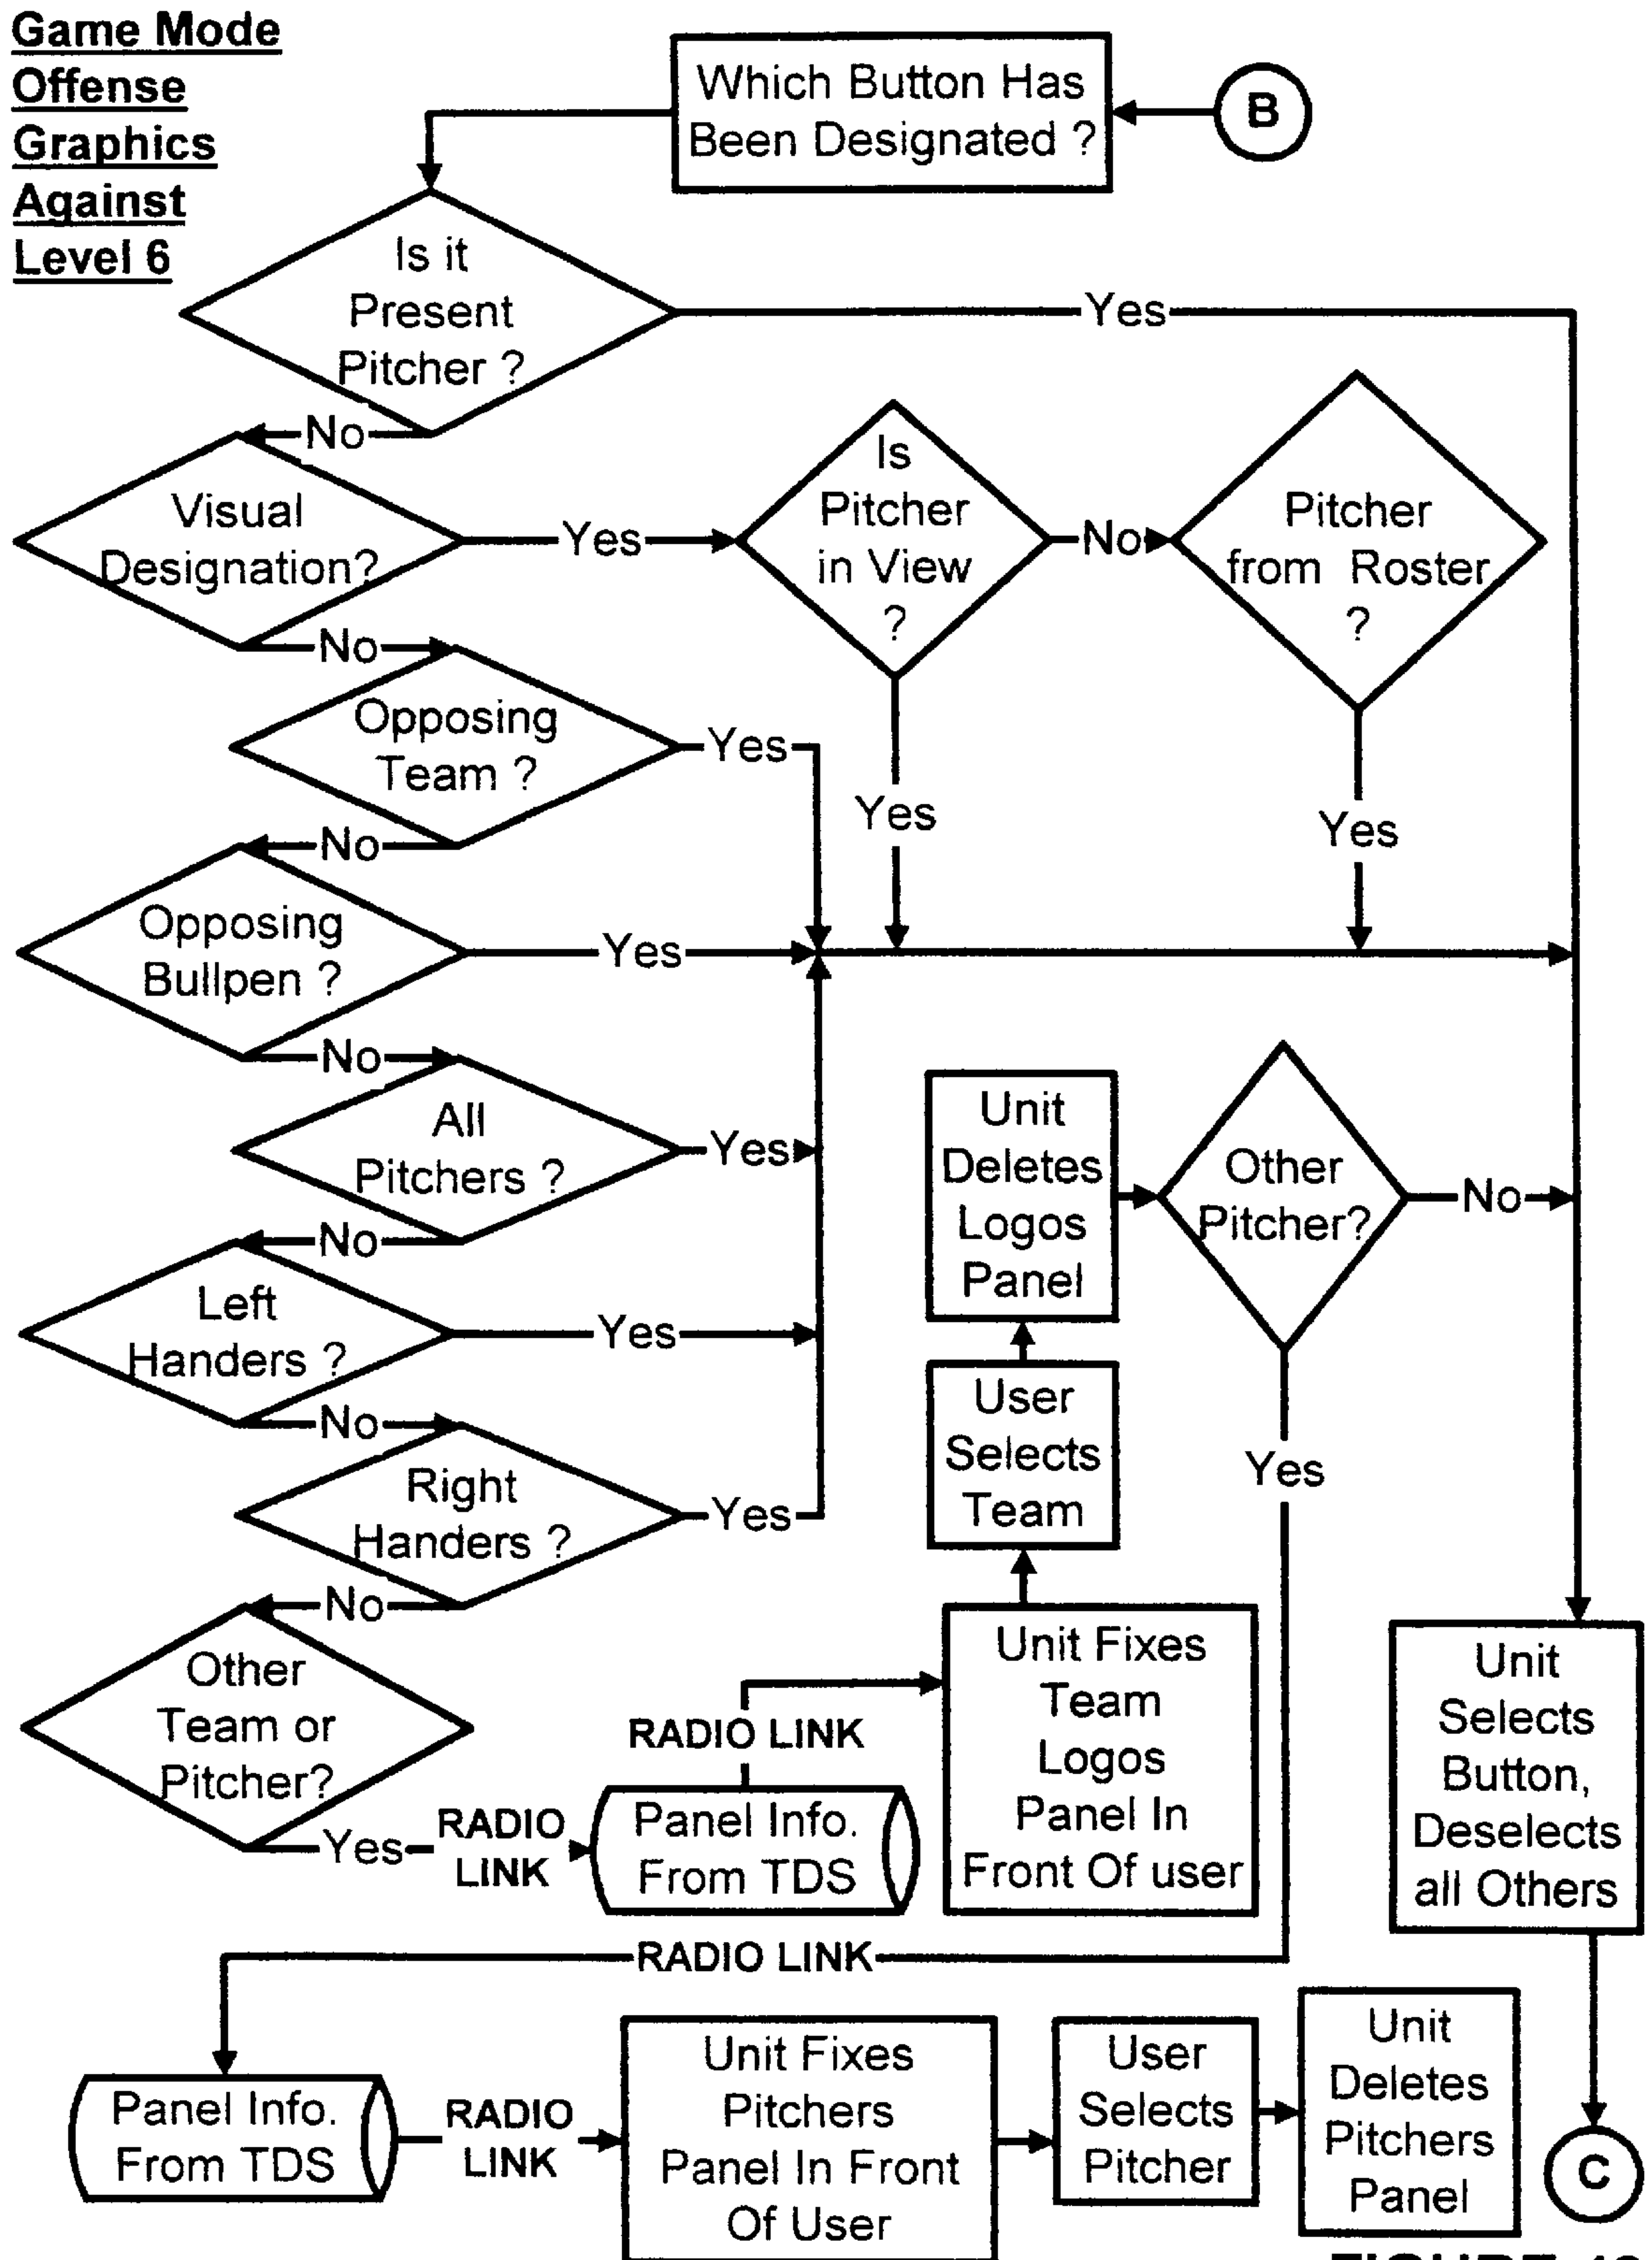 Game Mode
Offense
Graphics
Against
Level 6
Which Button Has
Been Designated ?
B
Is it
Present
Pitcher ?
Yes
No
Visual
Designation?
Yes
Is
Pitcher
in View
?
No
Pitcher
from Roster
?
No
Opposing
Team ?
Yes
Yes
Yes
No
Opposing
Bullpen ?
Yes
No
All
Pitchers ?
Yes
Unit
Deletes
Logos
Panel
Other
Pitcher?
No
No
Left
Handers ?
Yes
User
Selects
Team
Yes
No
Right
Handers ?
Yes
No
Other
Team or
Pitcher?
Yes
RADIO
LINK
Panel Info.
From TDS
RADIO LINK
Unit Fixes
Team
Logos
Panel In
Front Of user
Unit
Selects
Button,
Deselects
all Others
RADIO LINK
Panel Info.
From TDS
RADIO
LINK
Unit Fixes
Pitchers
Panel In Front
Of User
User
Selects
Pitcher
Unit
Deletes
Pitchers
Panel
C